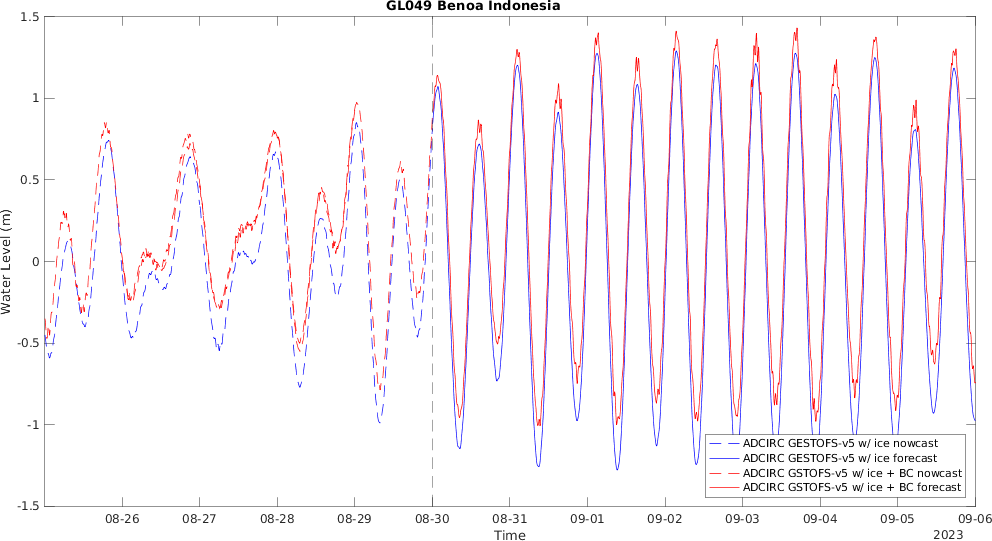 GL049 Benoa Indonesia
1.5
1
0.5
0
-0.5
-1
-1.5
Water Level (m)
08-26 08-27 08-28 08-29 08-30 08-31 09-01 09-02 09-03 09-04 09-05 09-06
Time
2023
ADCIRC GESTOFS-v5 w/ ice nowcast
ADCIRC GESTOFS-v5 w/ ice forecast
ADCIRC GSTOFS-v5 w/ ice + BC nowcast
ADCIRC GSTOFS-v5 w/ ice + BC forecast